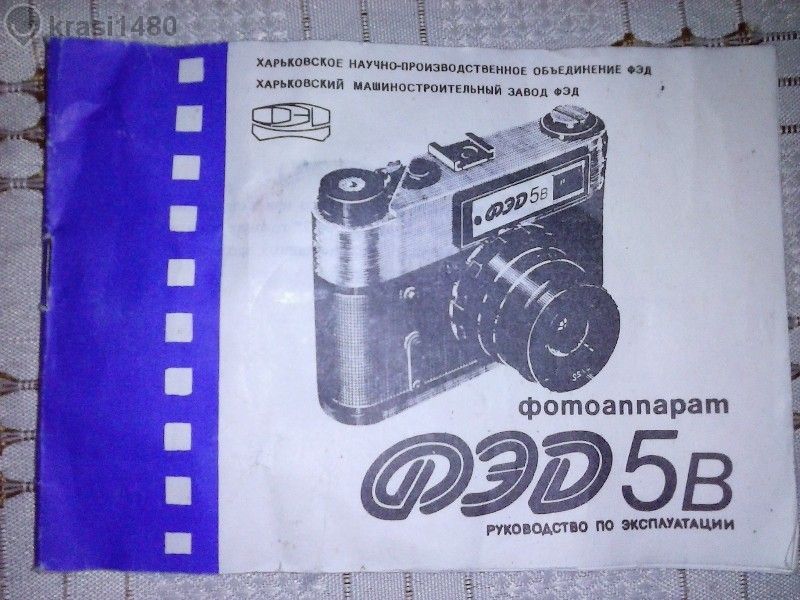 krasi1480
ХАРЬКОВСКОЕ НАУЧНО-ПРОИЗВОДСТВЕННОЕ ОБЪЕДИНЕНИЕ ФЭД
ХАРЬКОВСКИЙ МАШИНОСТРОИТЕЛЬНЫЙ ЗАВОД ФЭД
ФЭД
ФЭД 5В
55
фотоаппарат
ФЭД 5В
РУКОВОДСТВО ПО ЭКСПЛУАТАЦИИ